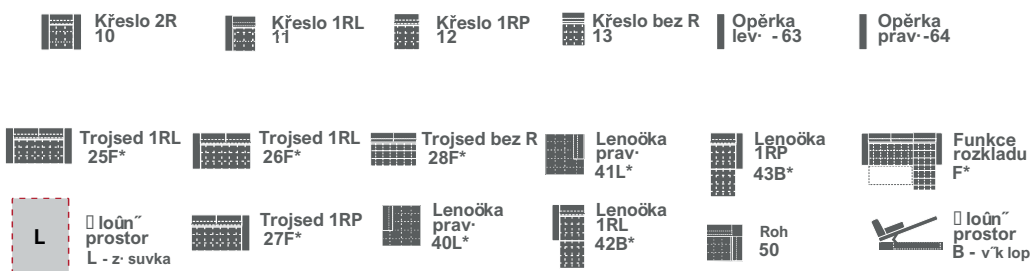 Křeslo 2R
10
Křeslo 1RL
11
Křeslo 1RP
12
Křeslo bez R
13
Opěrka
lev· - 63
Opěrka
prav·-64
Trojsed 1RL
25F*
Trojsed 1RL
26F*
Trojsed bez R
28F*
Lenoöka
prav·
41L*
Lenoöka
1RP
43B*
Funkce
rozkladu
F*
L
loûn˝
prostor
L - z· suvka
Trojsed 1RP
27F*
Lenoöka
prav·
40L*
Lenoöka
1RL
42B*
Roh
50
loûn˝
prostor
B - v˝k lop